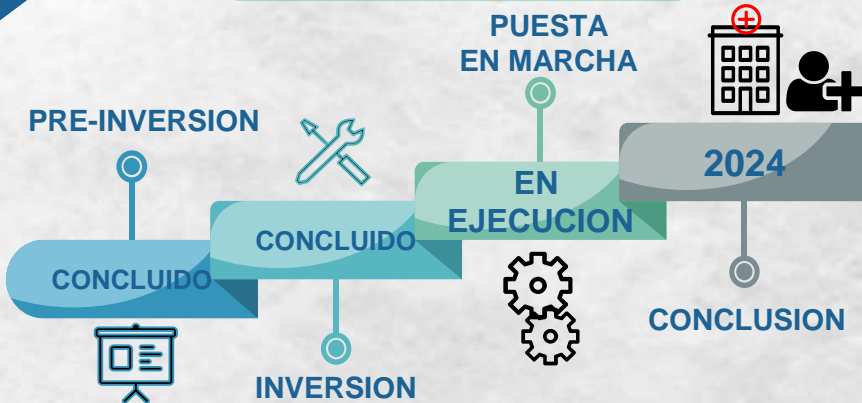 PRE-INVERSION
CONCLUIDO
CONCLUIDO
INVERSION
PUESTA
EN MARCHA
EN
EJECUCION
2024
CONCLUSION